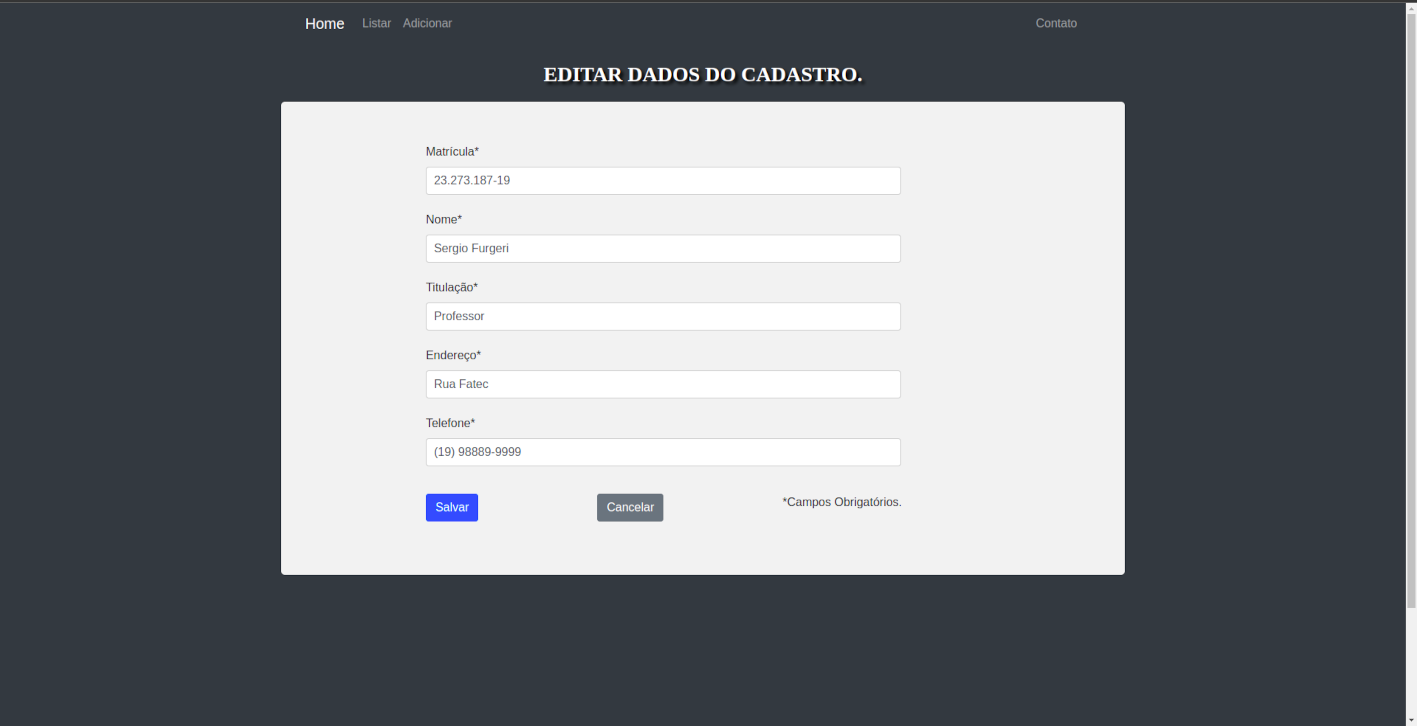 Home Listar Adicionar Contato
EDITAR DADOS DO CADASTRO.
Matrícula*
23.273.187-19
Nome*
Sergio Furgeri
Titulação*
Professor
Endereço*
Rua Fatec
Telefone*
(19) 98889-9999
Salvar Cancelar *Campos Obrigatórios.